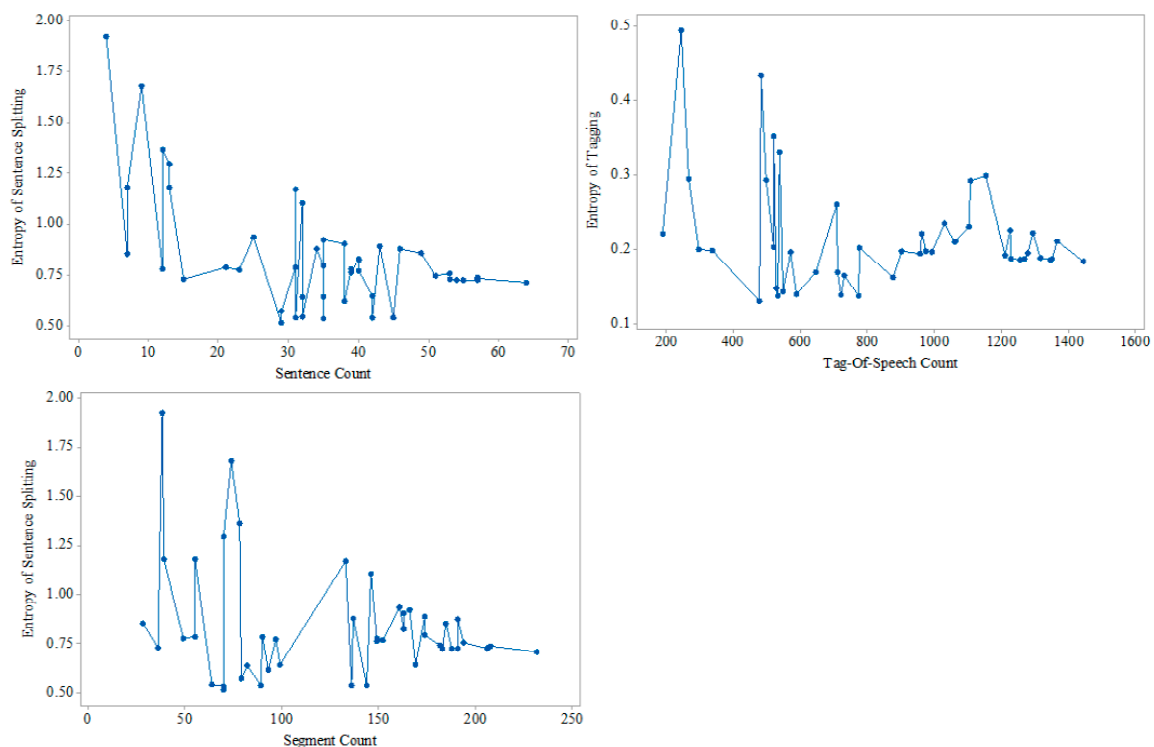 2.00
1.75
1.50
1.25
1.00
0.75
0.50
Entropy of Sentence Splitting
0 10 20 30 40 50 60 70
Sentence Count
0.5
0.4
0.3
0.2
0.1
Entropy of Tagging
200 400 600 800 1000 1200 1400 1600
Tag-Of-Speech Count
2.00
1.75
1.50
1.25
1.00
0.75
0.50
Entropy of Sentence Splitting
0 50 100 150 200 250
Segment Count